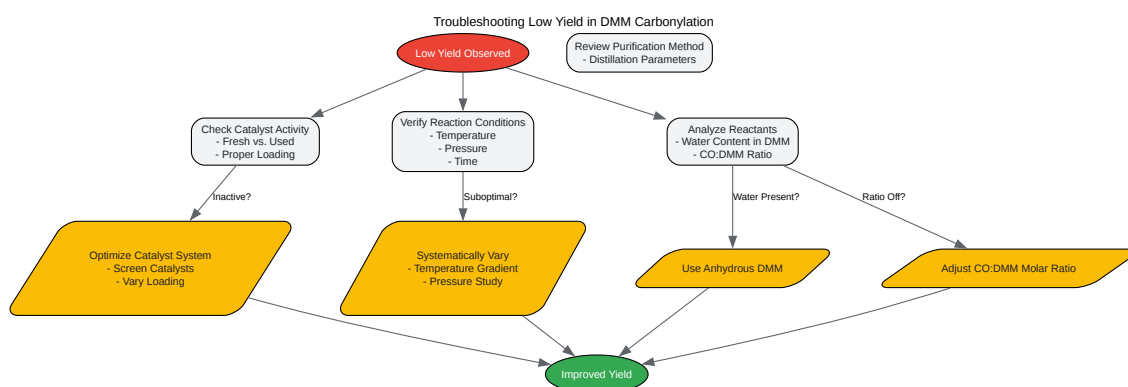 Troubleshooting Low Yield in DMM Carbonylation
Low Yield Observed
Review Purification Method
- Distillation Parameters
Check Catalyst Activity
- Fresh vs. Used
- Proper Loading
Verify Reaction Conditions
- Temperature
- Pressure
- Time
Analyze Reactants
- Water Content in DMM
- CO:DMM Ratio
Inactive?
Suboptimal?
Water Present?
Ratio Off?
Optimize Catalyst System
- Screen Catalysts
- Vary Loading
Systematically Vary
- Temperature Gradient
- Pressure Study
Use Anhydrous DMM
Adjust CO:DMM Molar Ratio
Improved Yield